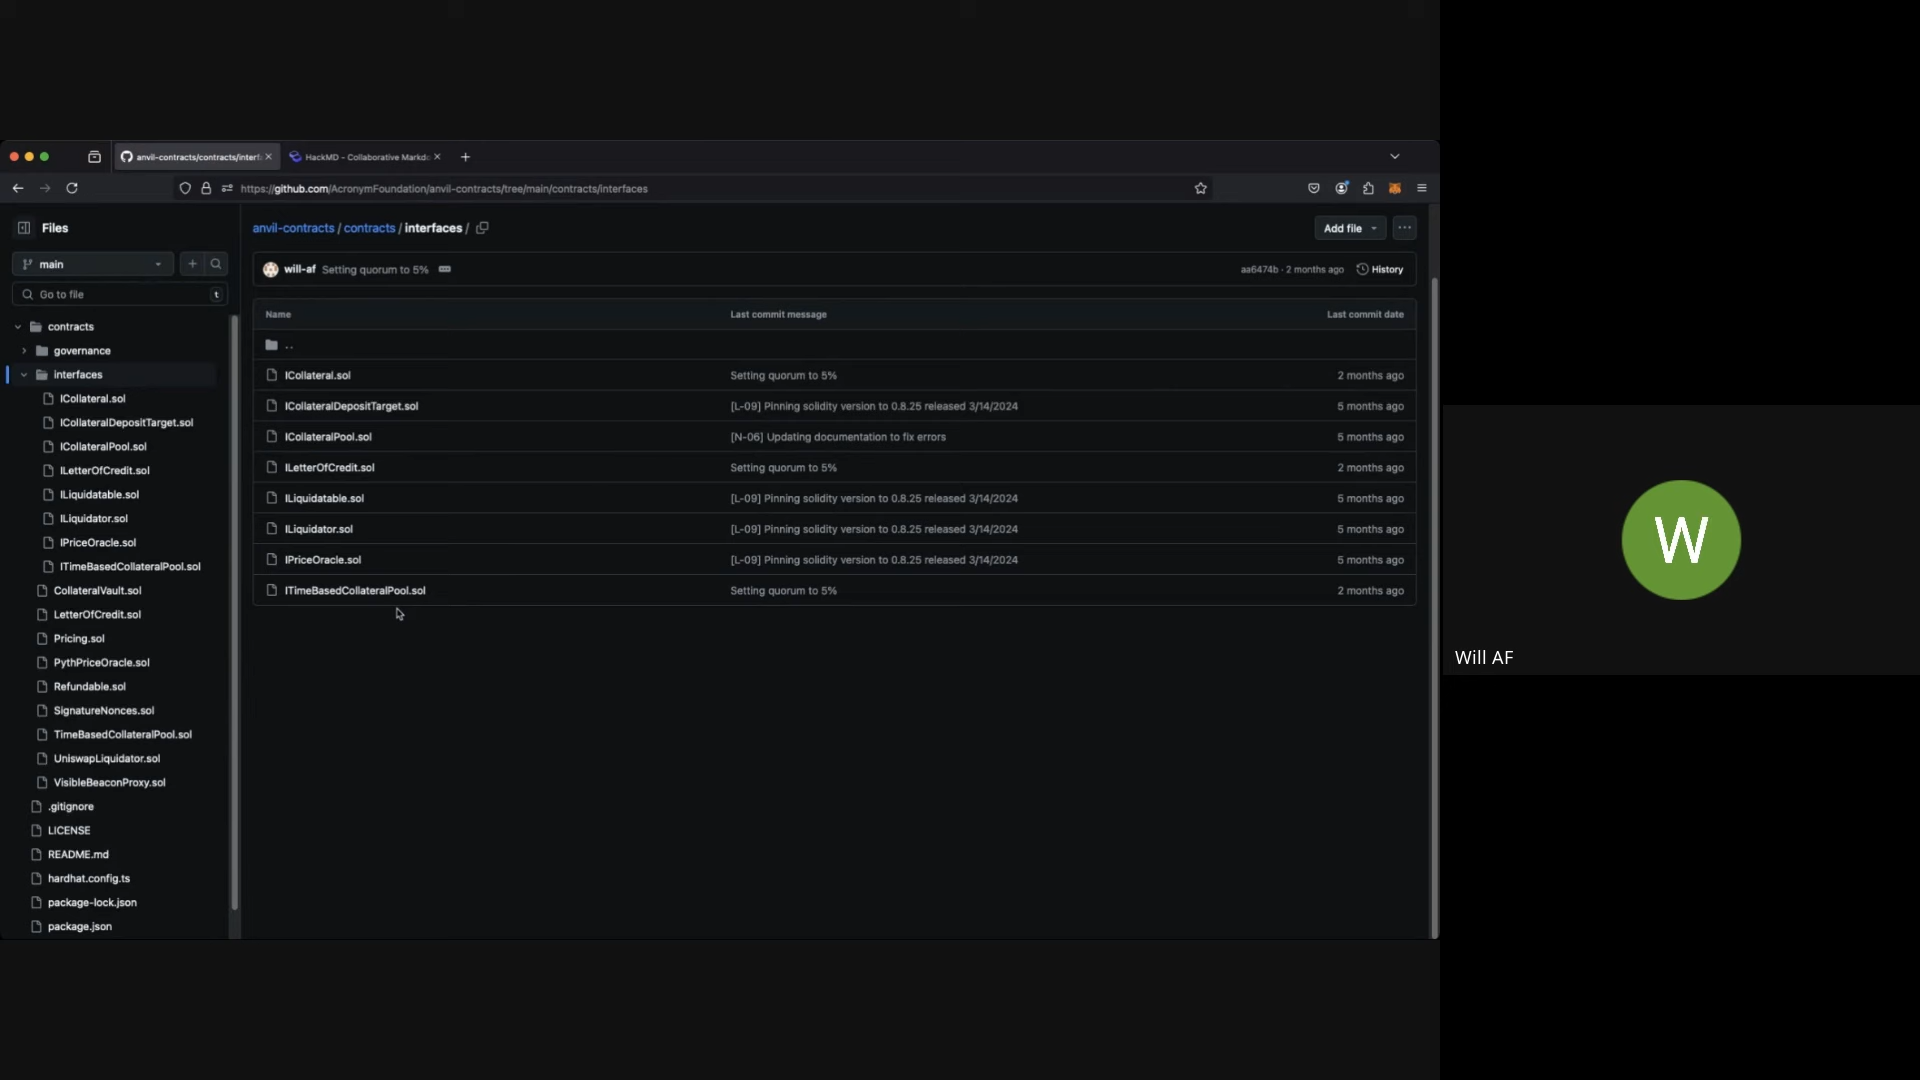 anvil-contracts/contracts/interf
HackMD - Collaborative Markdo
https://github.com/AcronymFoundation/anvil-contracts/tree/main/contracts/interfaces
Files
main
Go to file
t
contracts
governance
interfaces
ICollateral.sol
ICollateralDepositTarget.sol
ICollateralPool.sol
ILetterOfCredit.sol
ILiquidatable.sol
ILiquidator.sol
IPriceOracle.sol
ITimeBasedCollateralPool.sol
CollateralVault.sol
LetterOfCredit.sol
Pricing.sol
PythPriceOracle.sol
Refundable.sol
SignatureNonces.sol
TimeBasedCollateralPool.sol
UniswapLiquidator.sol
VisibleBeaconProxy.sol
.gitignore
LICENSE
README.md
hardhat.config.ts
package-lock.json
package.json
anvil-contracts / contracts / interfaces /
Add file
will-af Setting quorum to 5%
aa6474b · 2 months ago History
Name Last commit message Last commit date
..
ICollateral.sol Setting quorum to 5% 2 months ago
ICollateralDepositTarget.sol [L-09] Pinning solidity version to 0.8.25 released 3/14/2024 5 months ago
ICollateralPool.sol [N-06] Updating documentation to fix errors 5 months ago
ILetterOfCredit.sol Setting quorum to 5% 2 months ago
ILiquidatable.sol [L-09] Pinning solidity version to 0.8.25 released 3/14/2024 5 months ago
ILiquidator.sol [L-09] Pinning solidity version to 0.8.25 released 3/14/2024 5 months ago
IPriceOracle.sol [L-09] Pinning solidity version to 0.8.25 released 3/14/2024 5 months ago
ITimeBasedCollateralPool.sol Setting quorum to 5% 2 months ago
W
Will AF